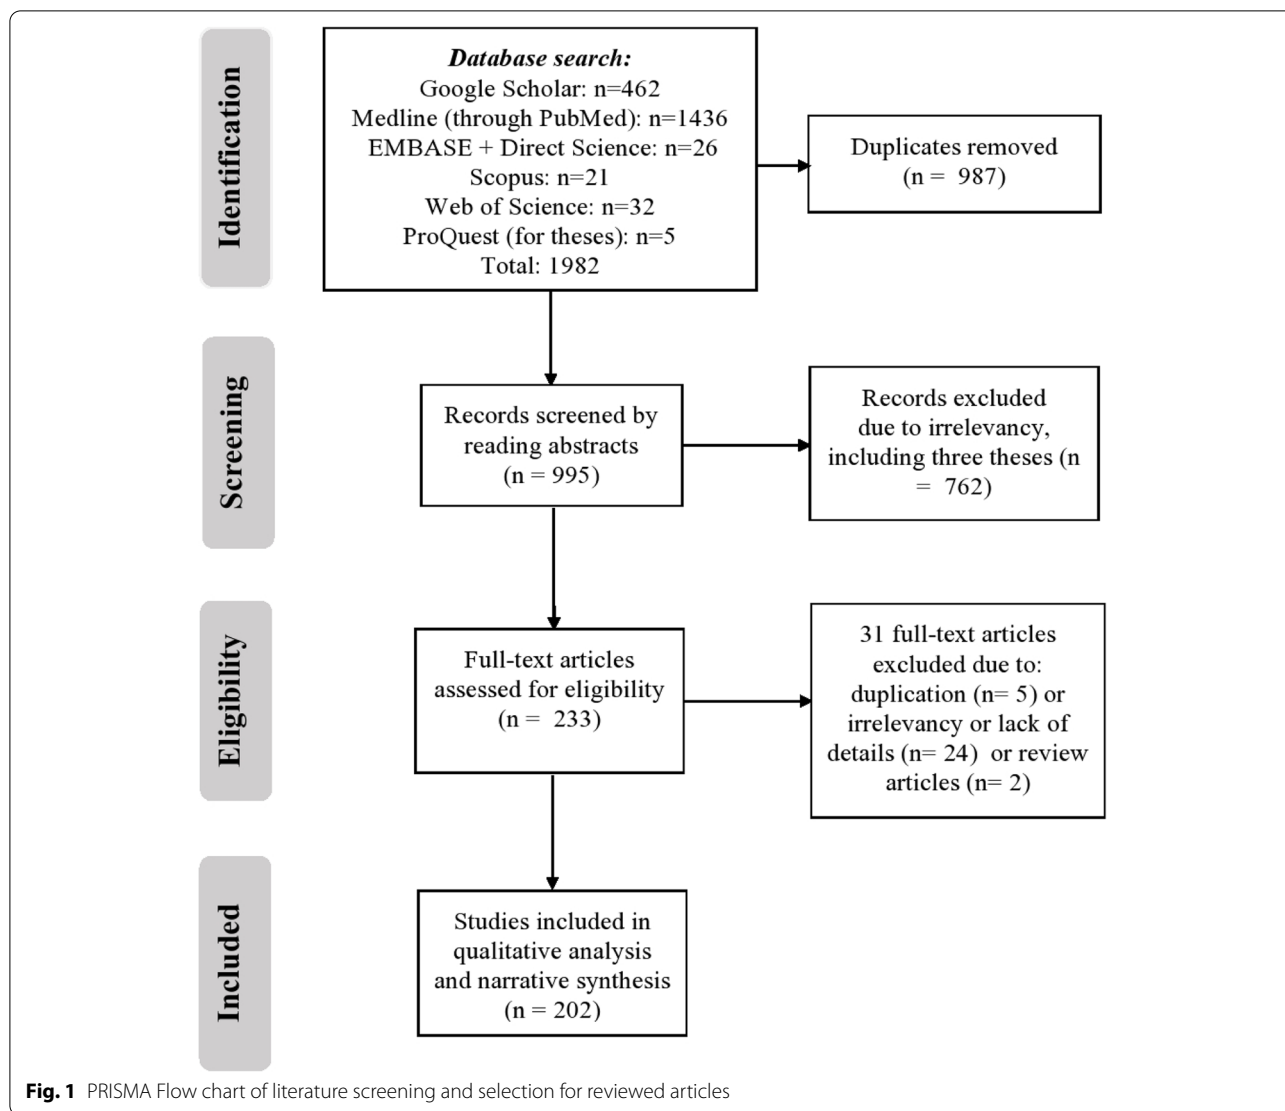 Identification
Database search:
Google Scholar: n=462
Medline (through PubMed): n=1436
EMBASE + Direct Science: n=26
Scopus: n=21
Web of Science: n=32
ProQuest (for theses): n=5
Total: 1982
Duplicates removed
(n = 987)
Screening
Records screened by
reading abstracts
(n = 995)
Records excluded
due to irrelevancy,
including three theses (n
= 762)
Eligibility
Full-text articles
assessed for eligibility
(n = 233)
31 full-text articles
excluded due to:
duplication (n= 5) or
irrelevancy or lack of
details (n= 24) or review
articles (n= 2)
Included
Studies included in
qualitative analysis
and narrative synthesis
(n = 202)
Fig. 1 PRISMA Flow chart of literature screening and selection for reviewed articles